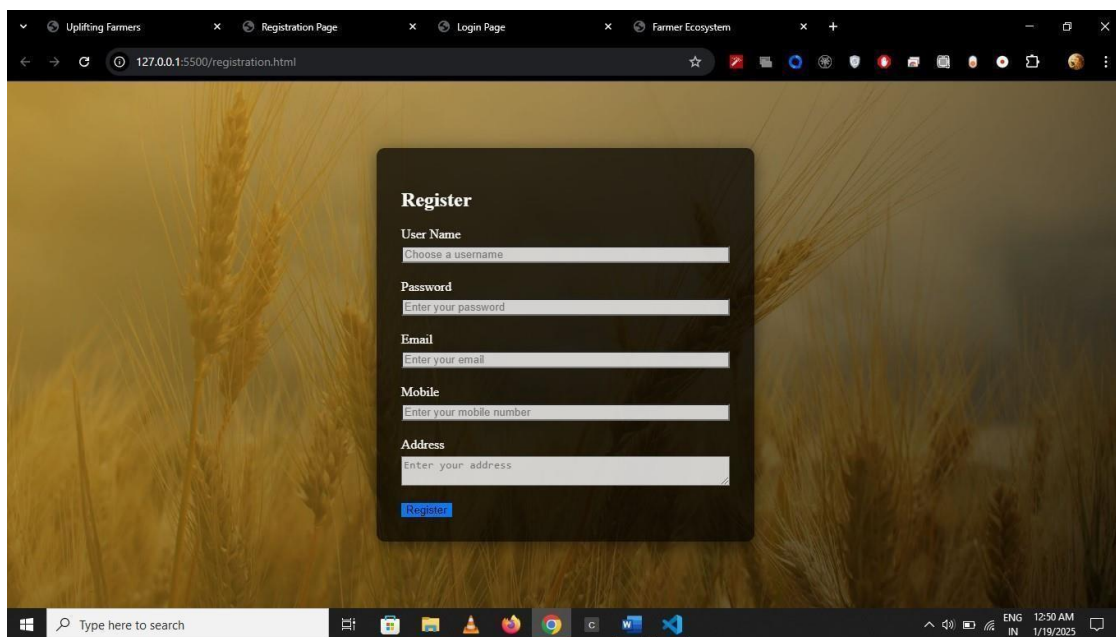 Uplifting Farmers
Registration Page
Login Page
Farmer Ecosystem
127.0.0.1:5500/registration.html
Register
User Name
Choose a username
Password
Enter your password
Email
Enter your email
Mobile
Enter your mobile number
Address
Enter your address
Register
Type here to search
C
W
ENG
IN
12:50 AM
1/19/2025